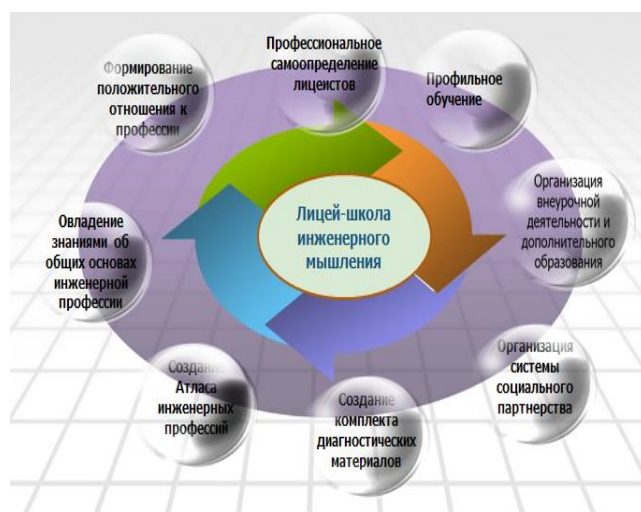 Профессиональное
самоопределение
лицеистов
Профильное
обучение
Организация
внеурочной
деятельности и
дополнительного
образования
Организация
системы
социального
партнерства
Создание
комплекта
диагностических
материалов
Создание
Атласа
инженерных
профессий
Овладение
знаниями об
общих основах
инженерной
профессии
Формирование
положительного
отношения к
профессии
Лицей-школа
инженерного
мышления